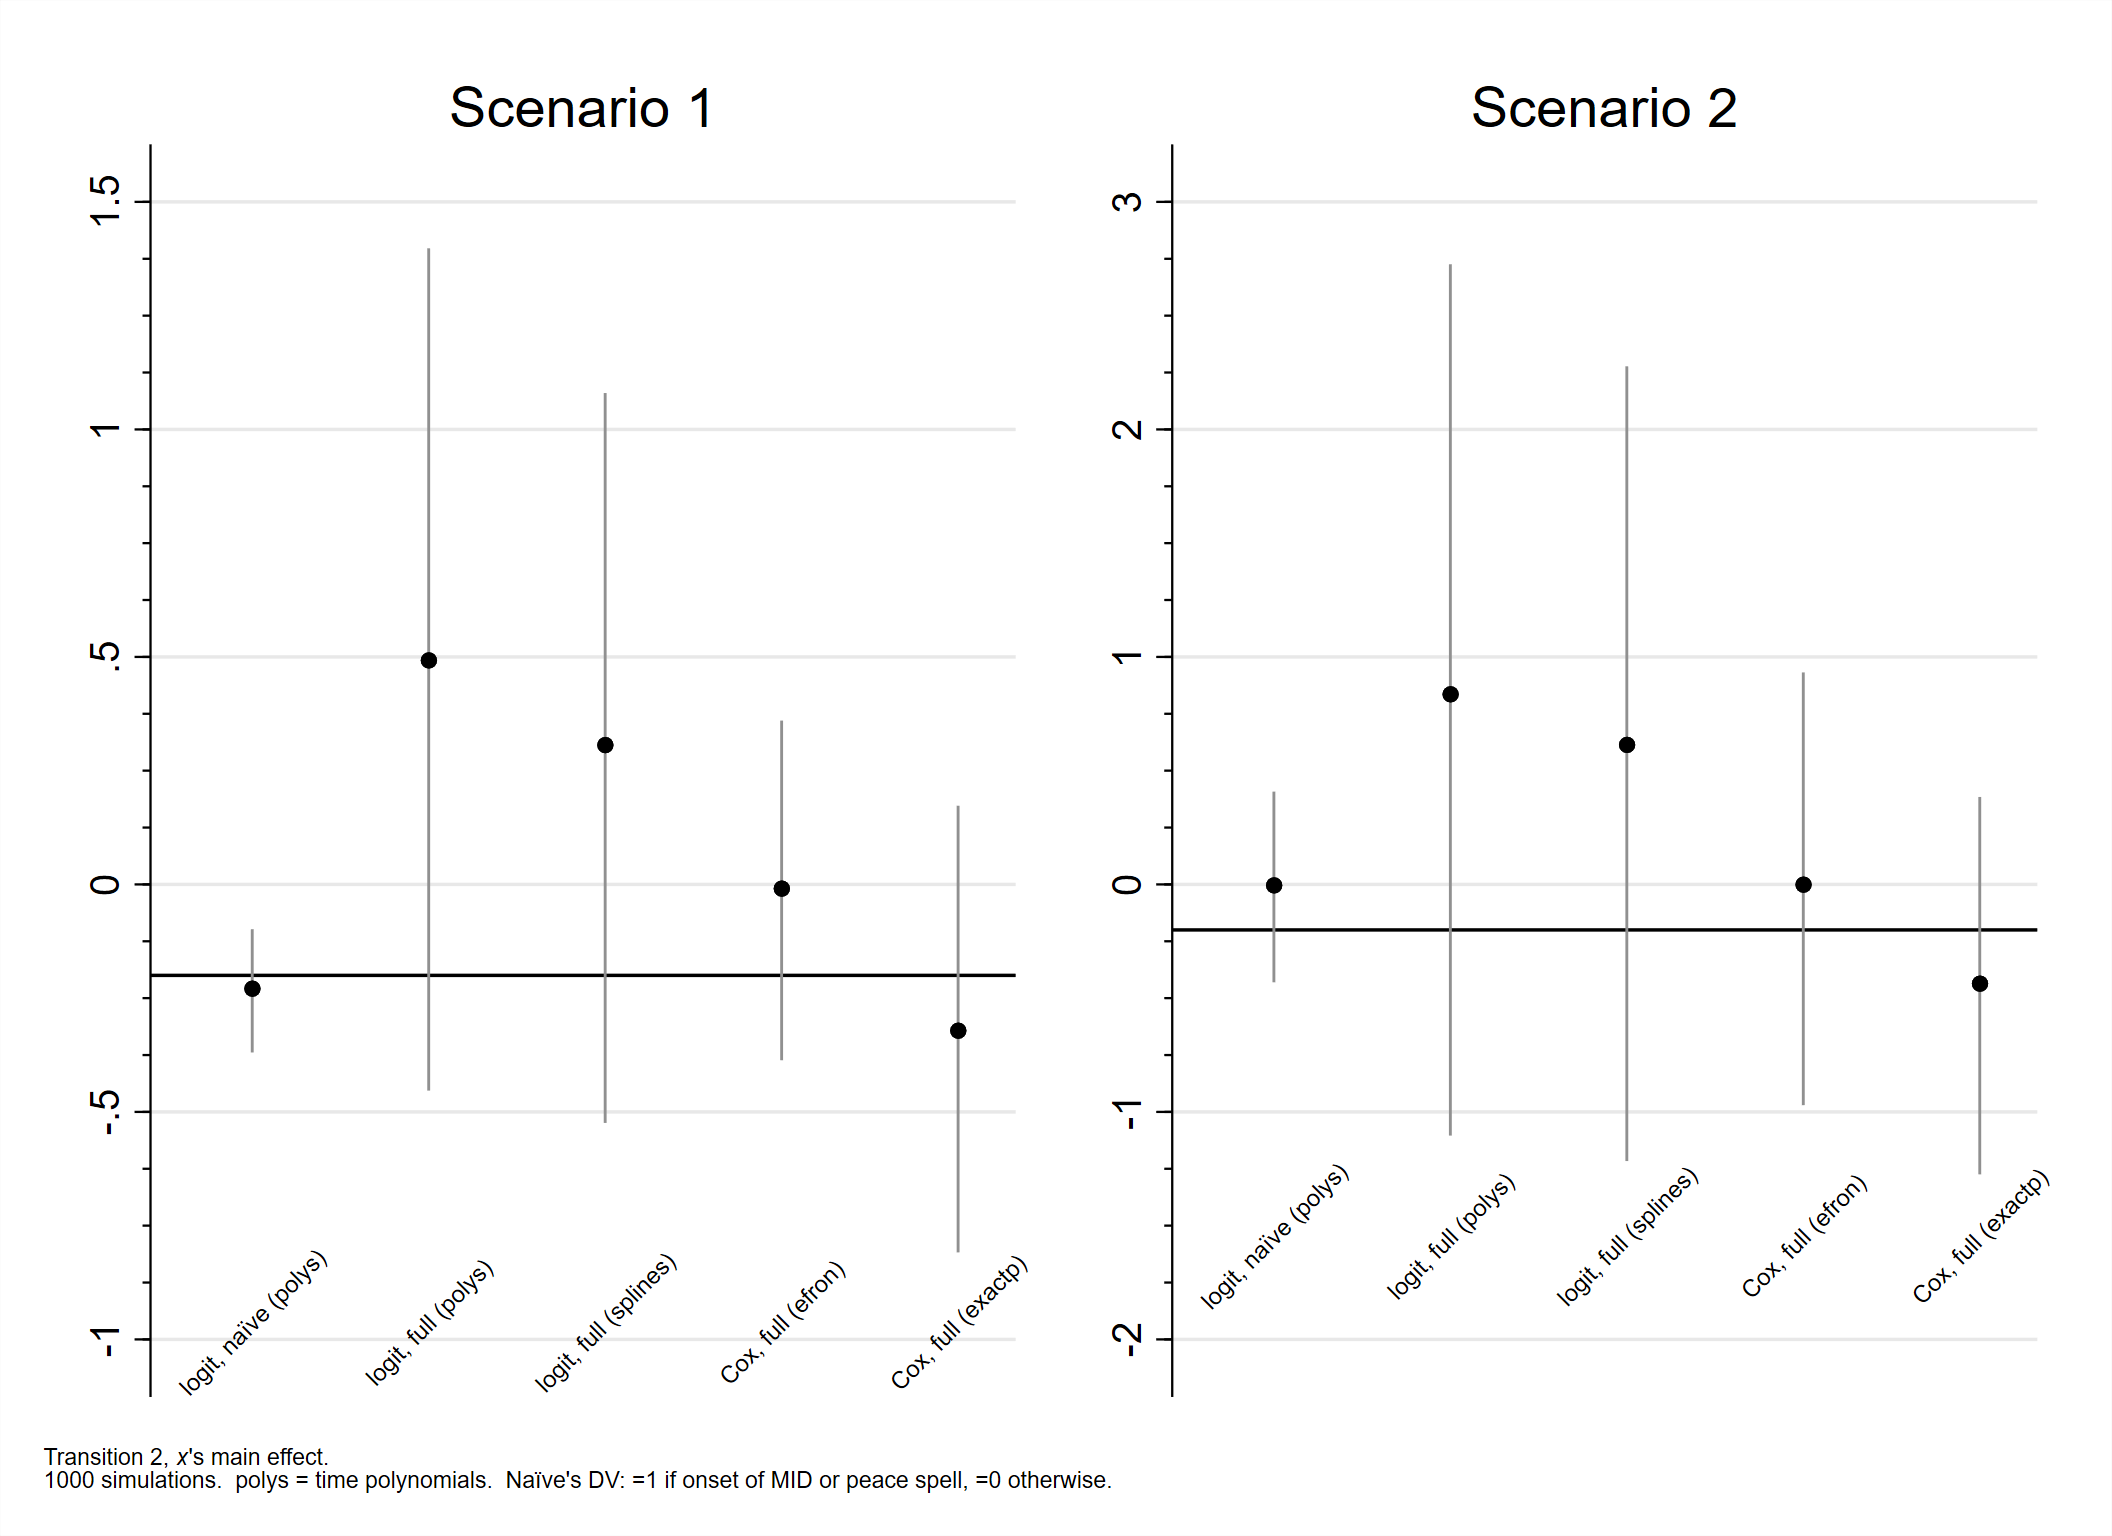 Scenario 1
1.5
1
.5
0
-.5
-1
logit, naïve (polys)
logit, full (polys)
logit, full (splines)
Cox, full (efron)
Cox, full (exactp)
Scenario 2
3
2
1
0
-1
-2
logit, naïve (polys)
logit, full (polys)
logit, full (splines)
Cox, full (efron)
Cox, full (exactp)
Transition 2, x's main effect.
1000 simulations.  polys = time polynomials.  Naïve's DV: =1 if onset of MID or peace spell, =0 otherwise.